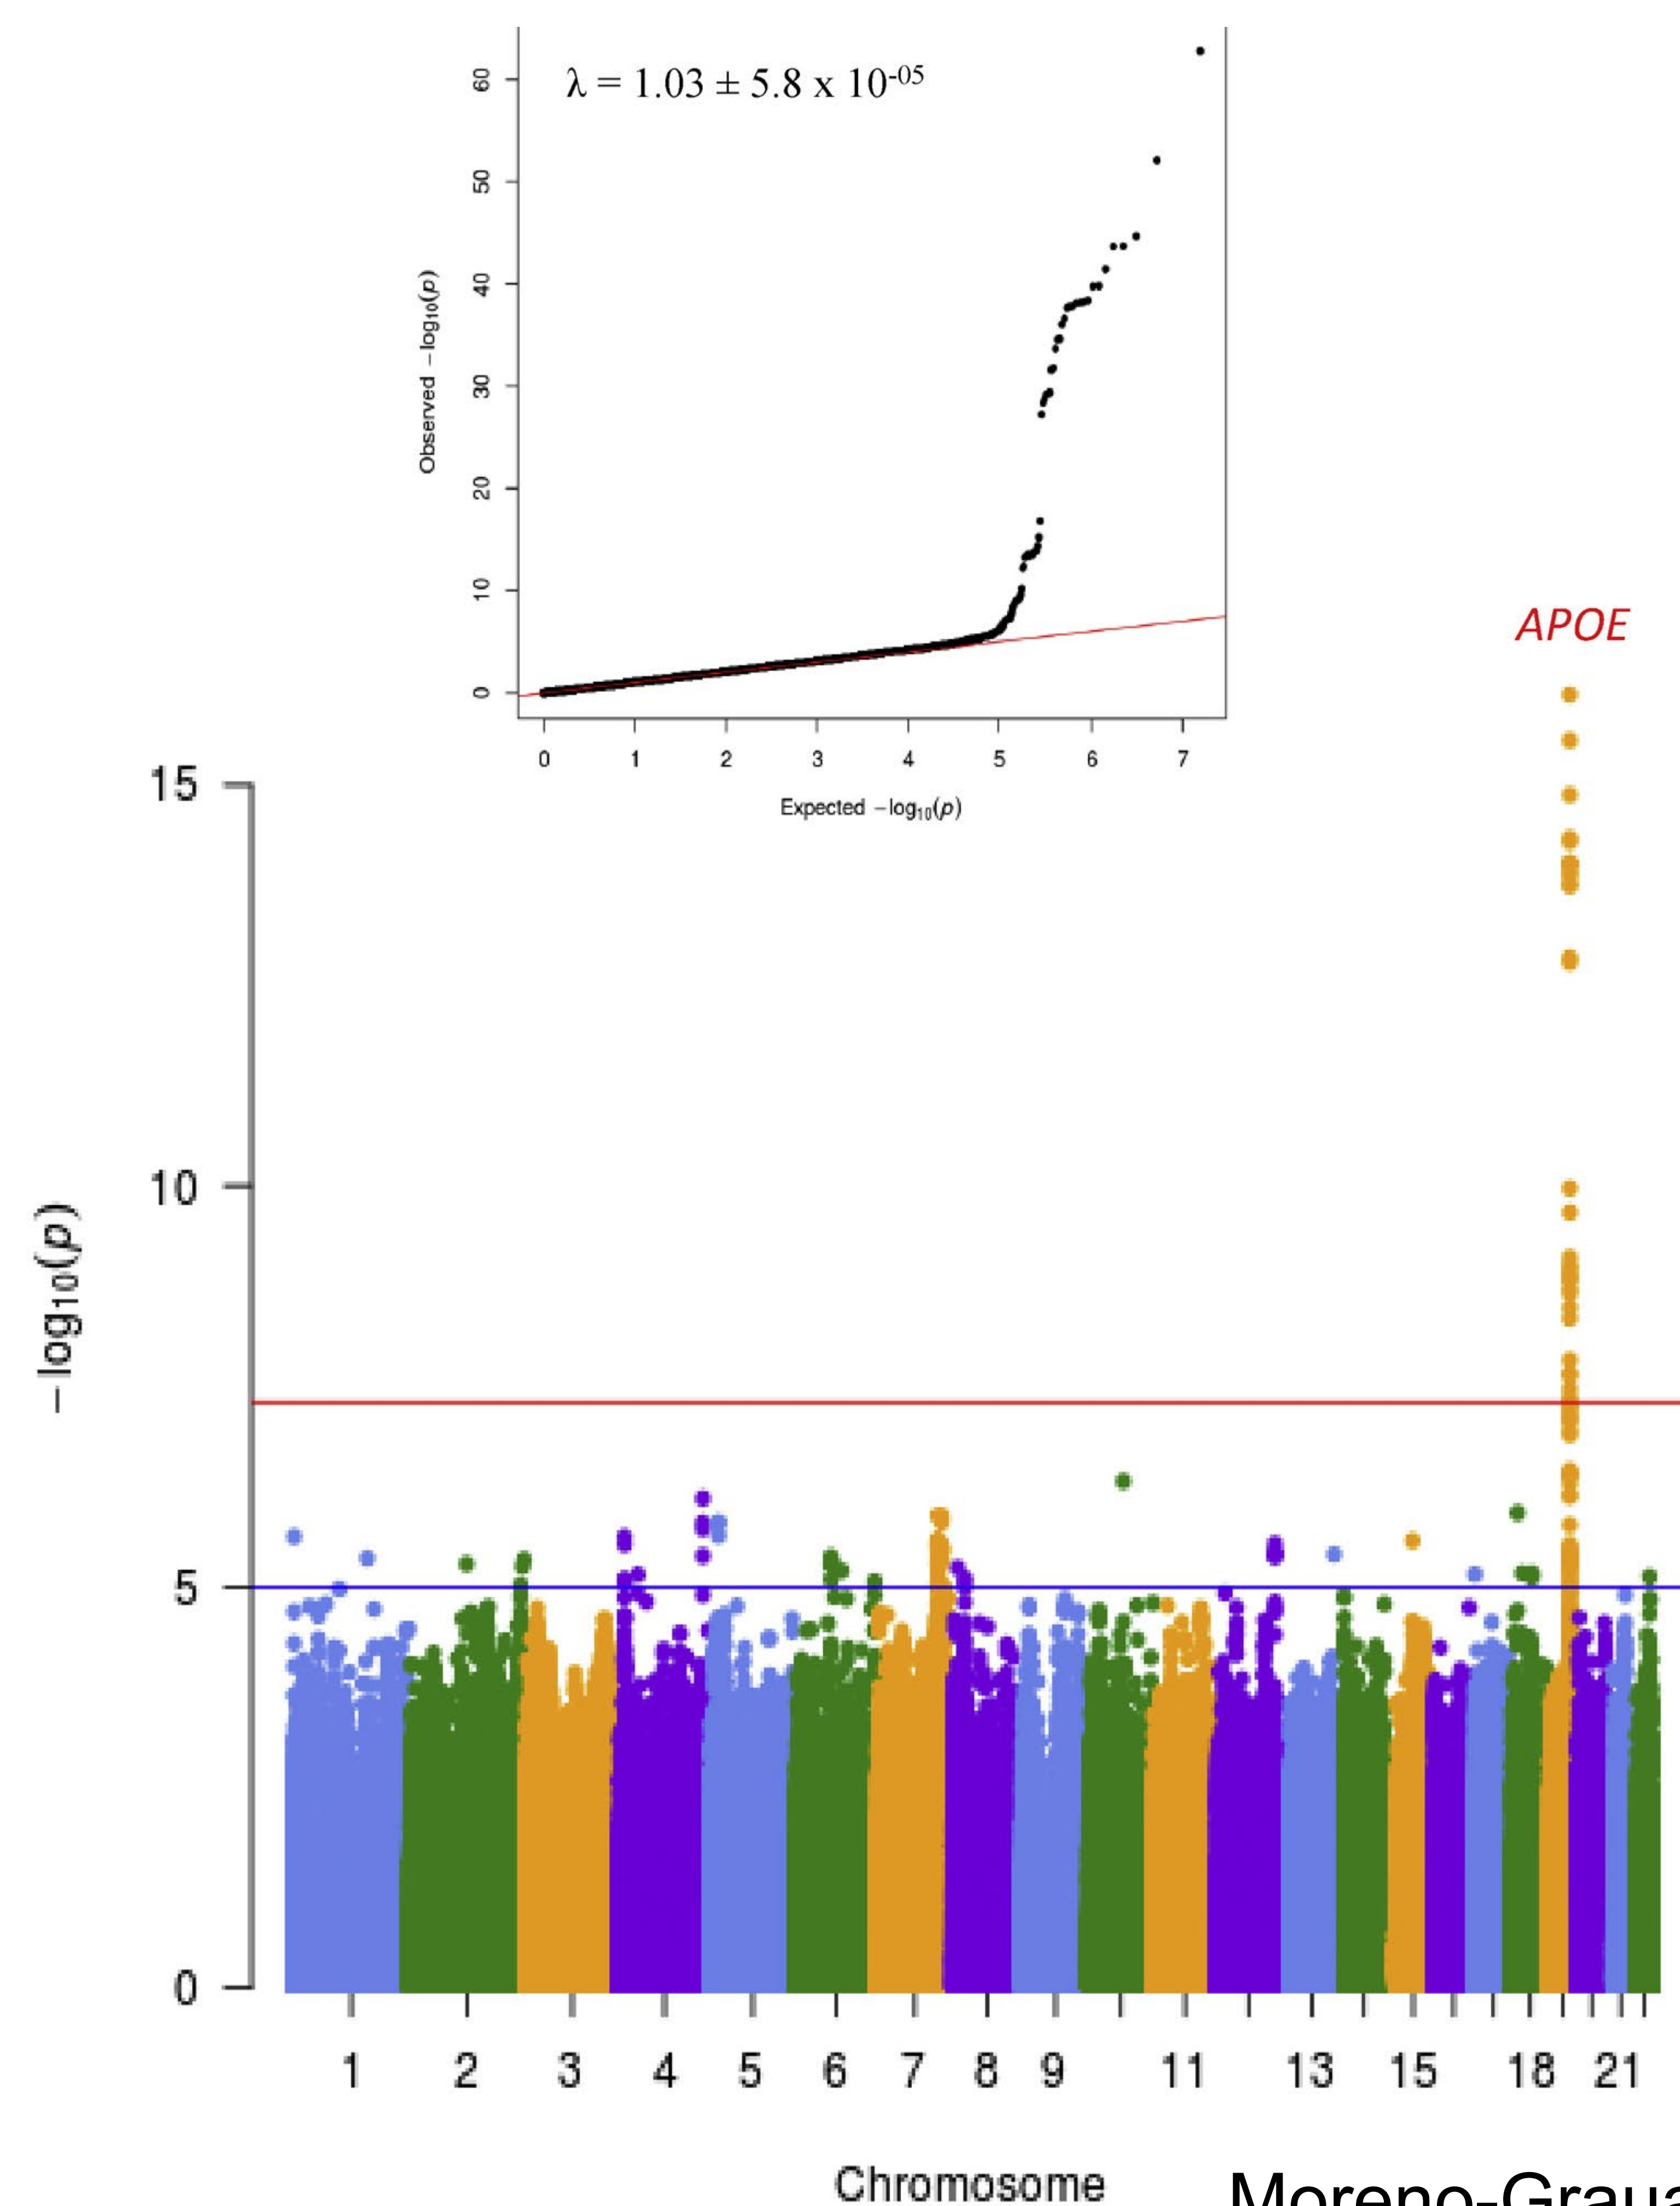 λ = 1.03 ± 5.8 x 10-05
60
50
40
30
20
10
0
Observed −log10(p)
0 1 2 3 4 5 6 7
Expected −log10(p)
APOE
15
10
5
0
−log10(p)
1 2 3 4 5 6 7 8 9 11 13 15 18 21
Chromosome